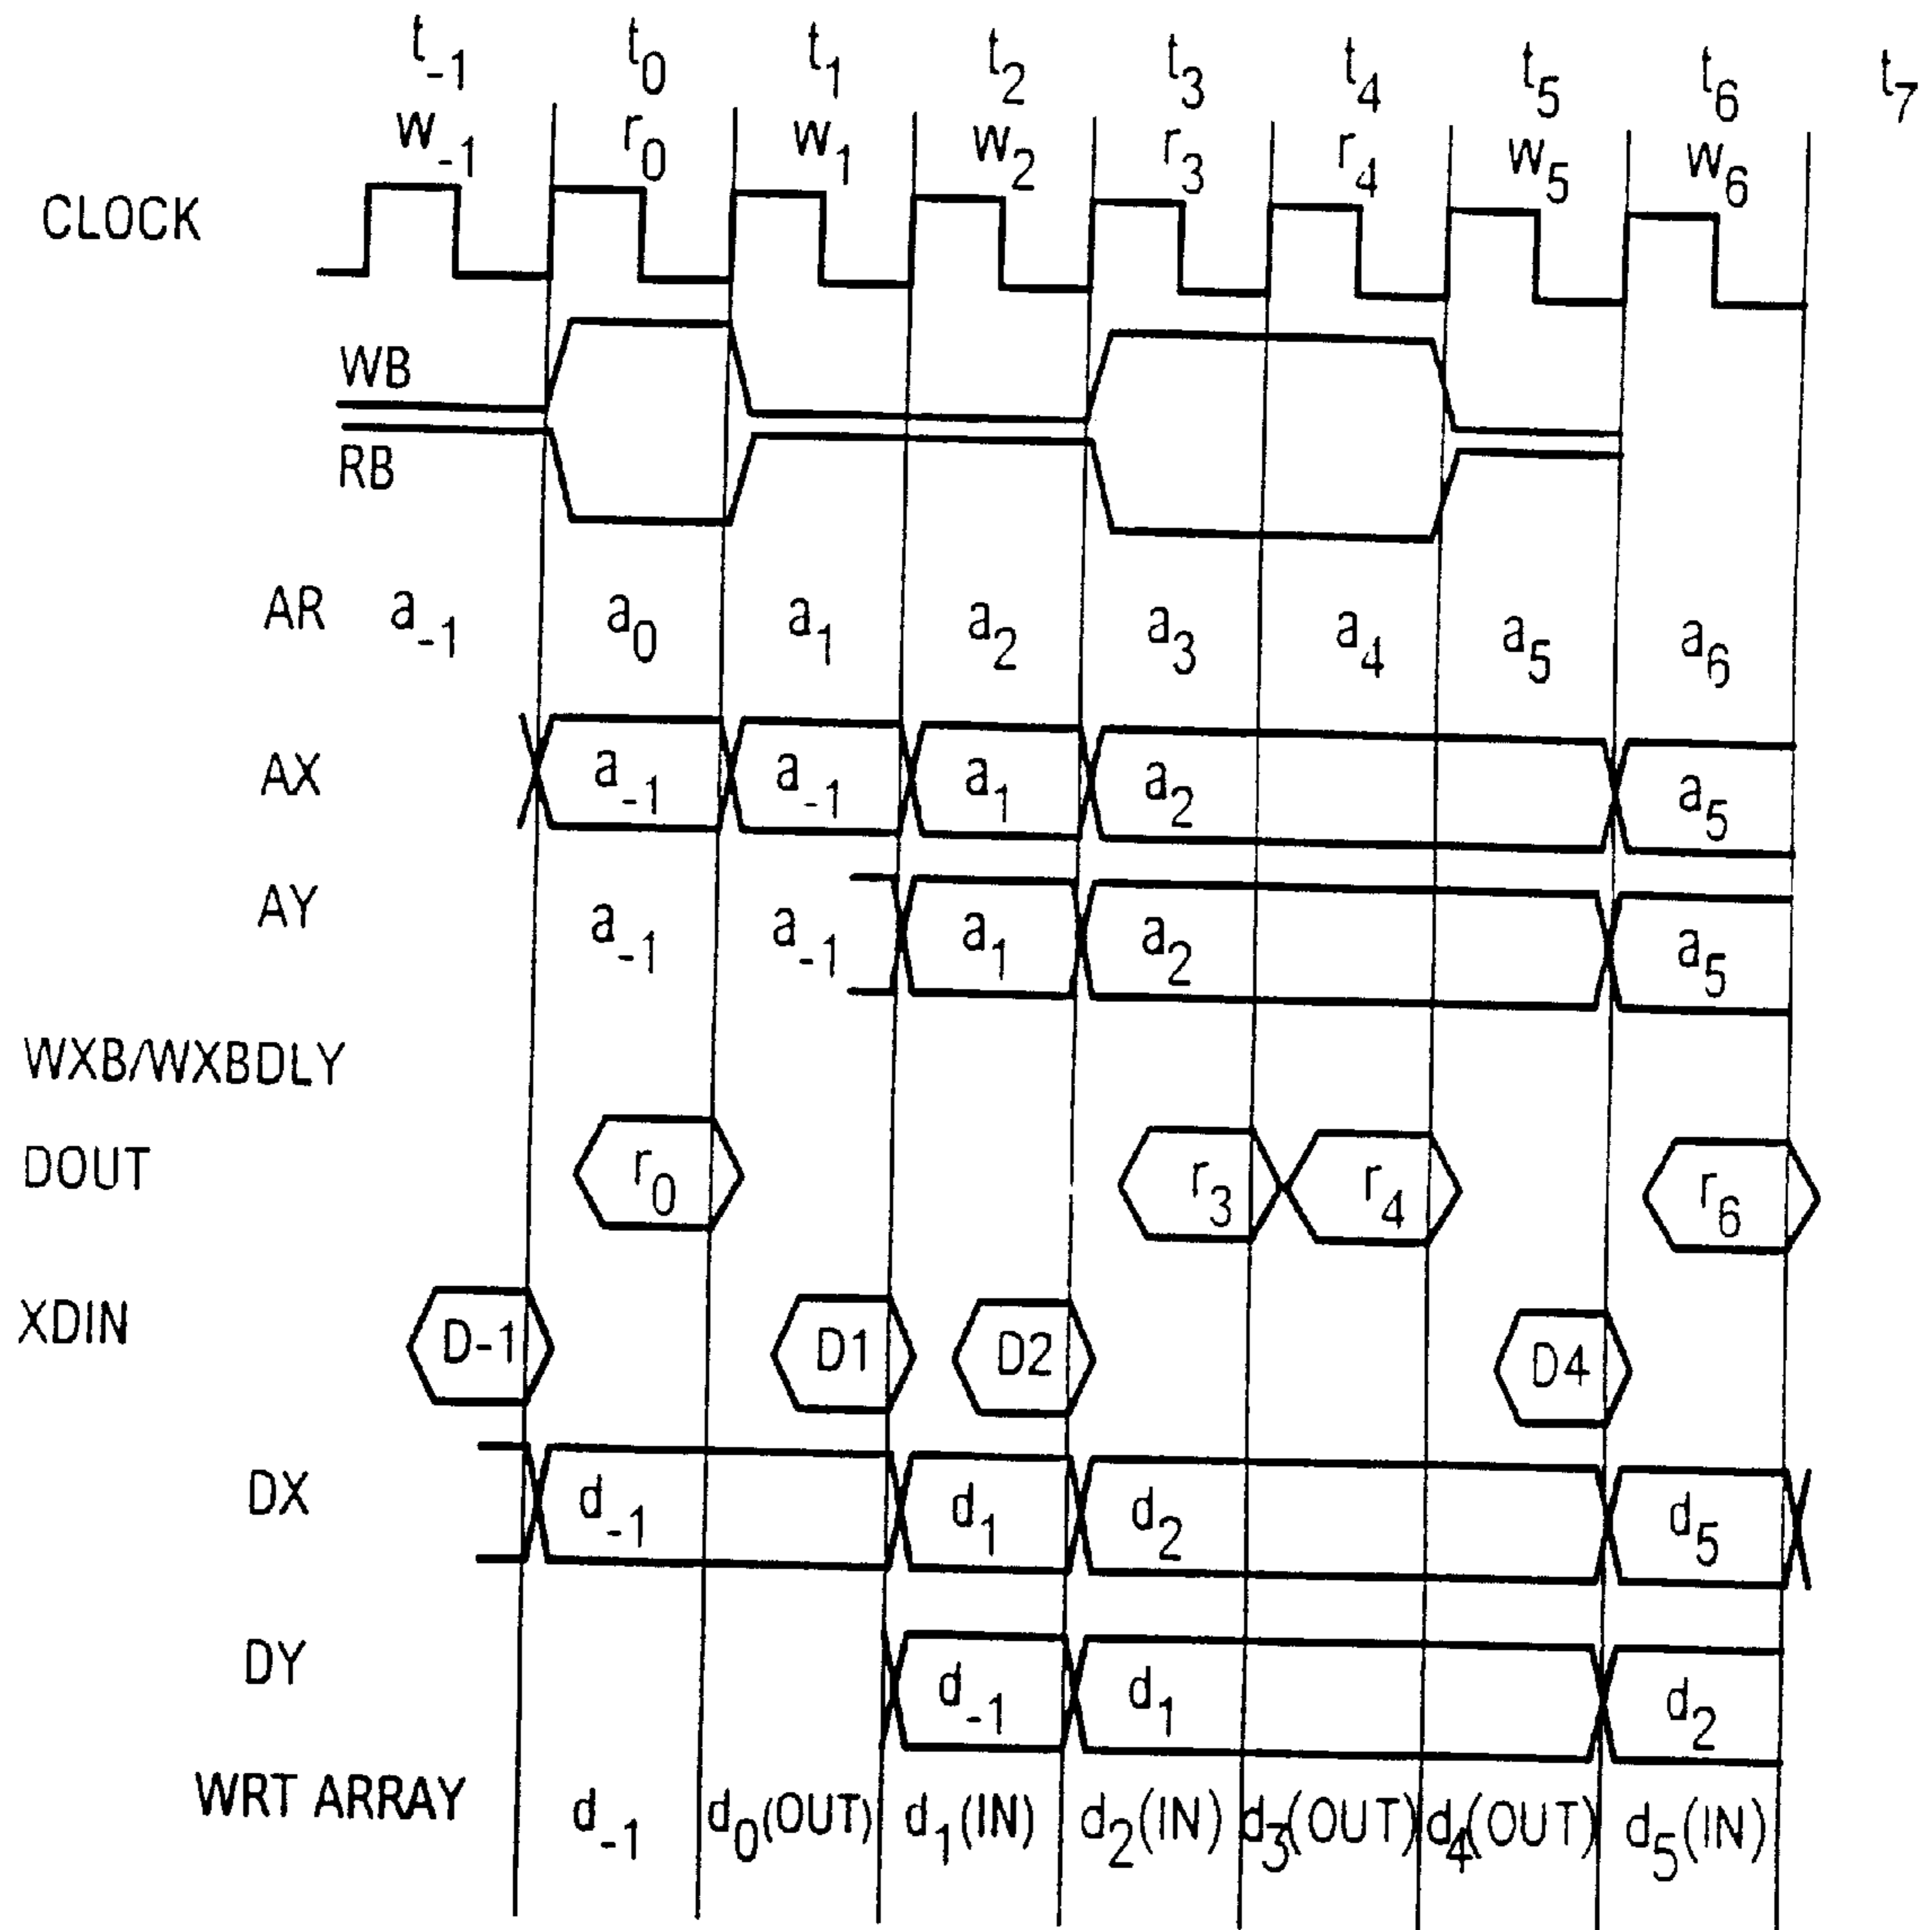 t-1 t0 t1 t2 t3 t4 t5 t6 t7
w-1 r0 w1 w2 r3 r4 w5 w6
CLOCK
WB
RB
AR a-1 a0 a1 a2 a3 a4 a5 a6
AX a-1 a-1 a1 a2 a5
AY a-1 a-1 a1 a2 a5
WXB/WXBDLY
DOUT r0 r3 r4 r6
XDIN D-1 D1 D2 D4
DX d-1 d1 d2 d5
DY d-1 d1 d2
WRT ARRAY d-1 d0(OUT) d1(IN) d2(IN) d3(OUT) d4(OUT) d5(IN)